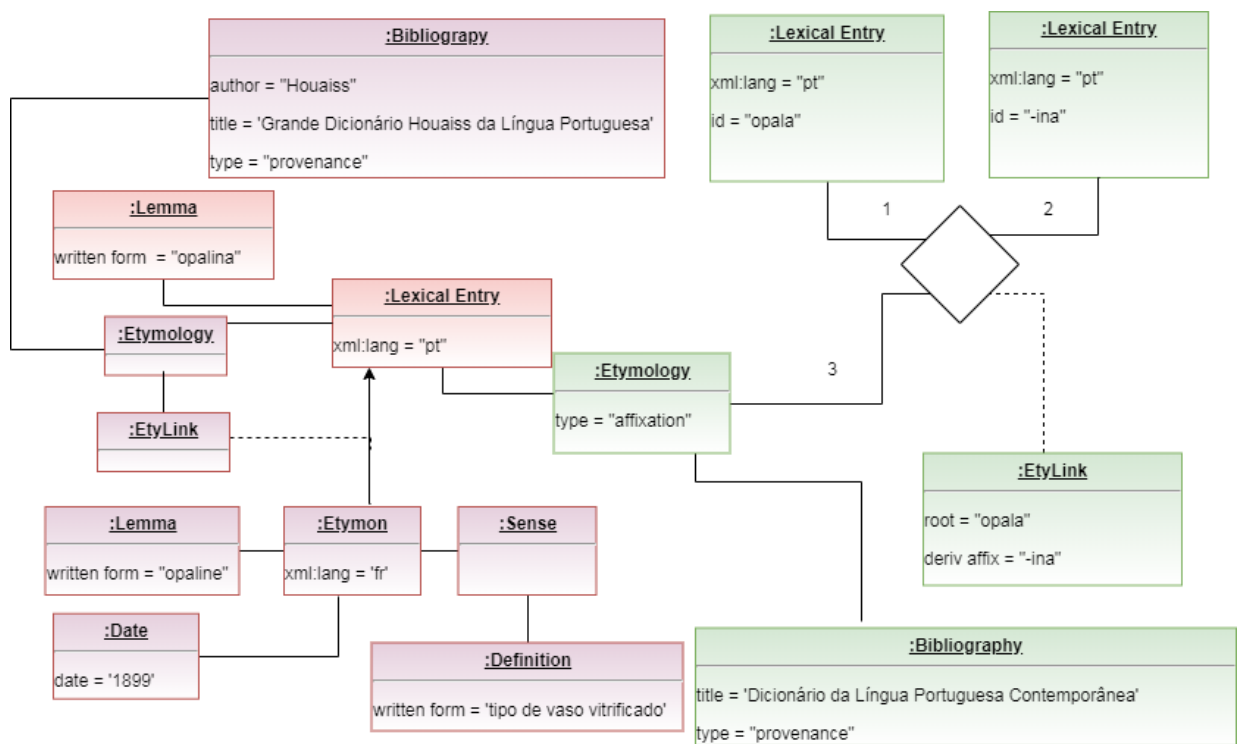 :Bibliograpy
author = "Houaiss"
title = 'Grande Dicionário Houaiss da Língua Portuguesa'
type = "provenance"
:Lexical Entry
xml:lang = "pt"
id = "opala"
:Lexical Entry
xml:lang = "pt"
id = "-ina"
1
2
:Lemma
written form = "opalina"
:Lexical Entry
xml:lang = "pt"
:Etymology
:EtyLink
:Etymology
type = "affixation"
3
:EtyLink
root = "opala"
deriv affix = "-ina"
:Lemma
written form = "opaline"
:Etymon
xml:lang = 'fr'
:Sense
:Date
date = '1899'
:Definition
written form = 'tipo de vaso vitrificado'
:Bibliography
title = 'Dicionário da Língua Portuguesa Contemporânea'
type = "provenance"